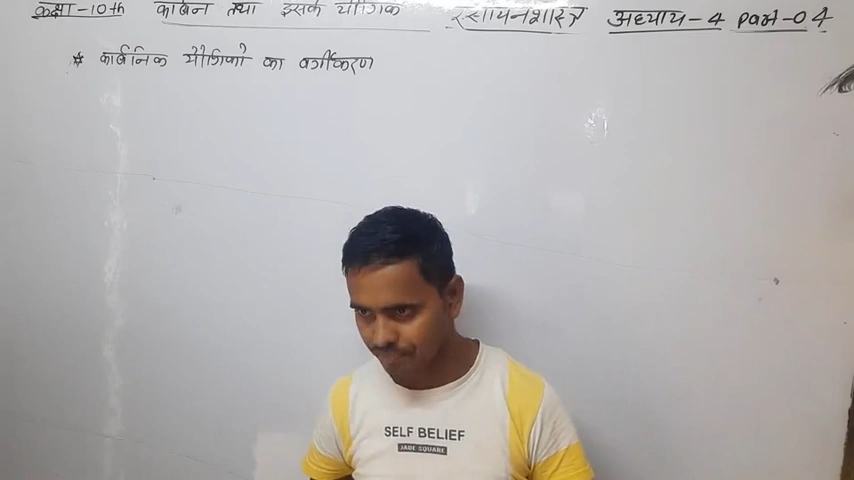 कक्षा-10th कार्बन तथा इसके यौगिक रसायनशास्त्र अध्याय-4 Part-04
* कार्बनिक यौगिकों का वर्गीकरण
SELF BELIEF
JADE SQUARE